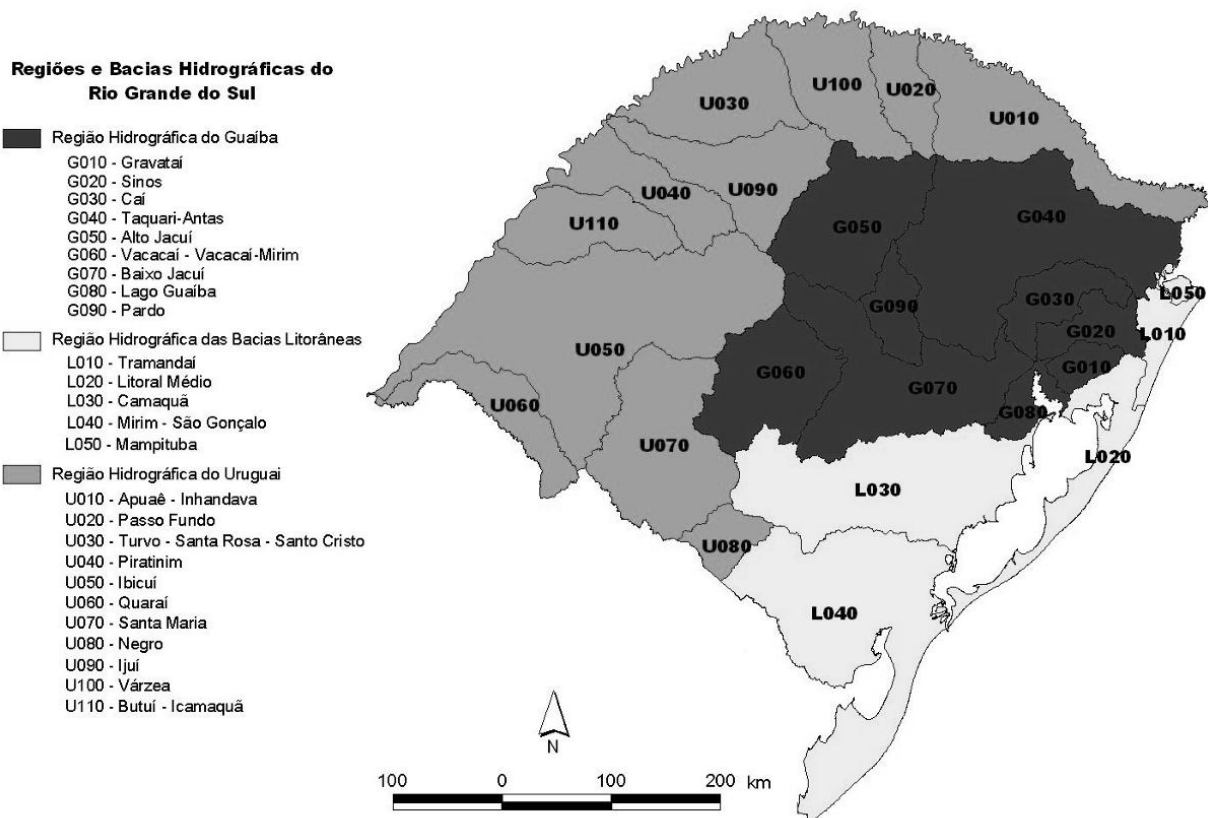 Regiões e Bacias Hidrográficas do
Rio Grande do Sul
Região Hidrográfica do Guaíba
G010 - Gravataí
G020 - Sinos
G030 - Caí
G040 - Taquari-Antas
G050 - Alto Jacuí
G060 - Vacacaí - Vacacaí-Mirim
G070 - Baixo Jacuí
G080 - Lago Guaíba
G090 - Pardo
Região Hidrográfica das Bacias Litorâneas
L010 - Tramandaí
L020 - Litoral Médio
L030 - Camaquã
L040 - Mirim - São Gonçalo
L050 - Mampituba
Região Hidrográfica do Uruguai
U010 - Apuaê - Inhandava
U020 - Passo Fundo
U030 - Turvo - Santa Rosa - Santo Cristo
U040 - Piratinim
U050 - Ibicuí
U060 - Quaraí
U070 - Santa Maria
U080 - Negro
U090 - Ijuí
U100 - Várzea
U110 - Butuí - Icamaquã
U030
U100
U020
U010
U040
U090
U110
G050
G040
G030
L050
G090
G020
L010
U050
G060
G010
G070
U060
G080
U070
L020
L030
U080
L040
N
100 0 100 200 km